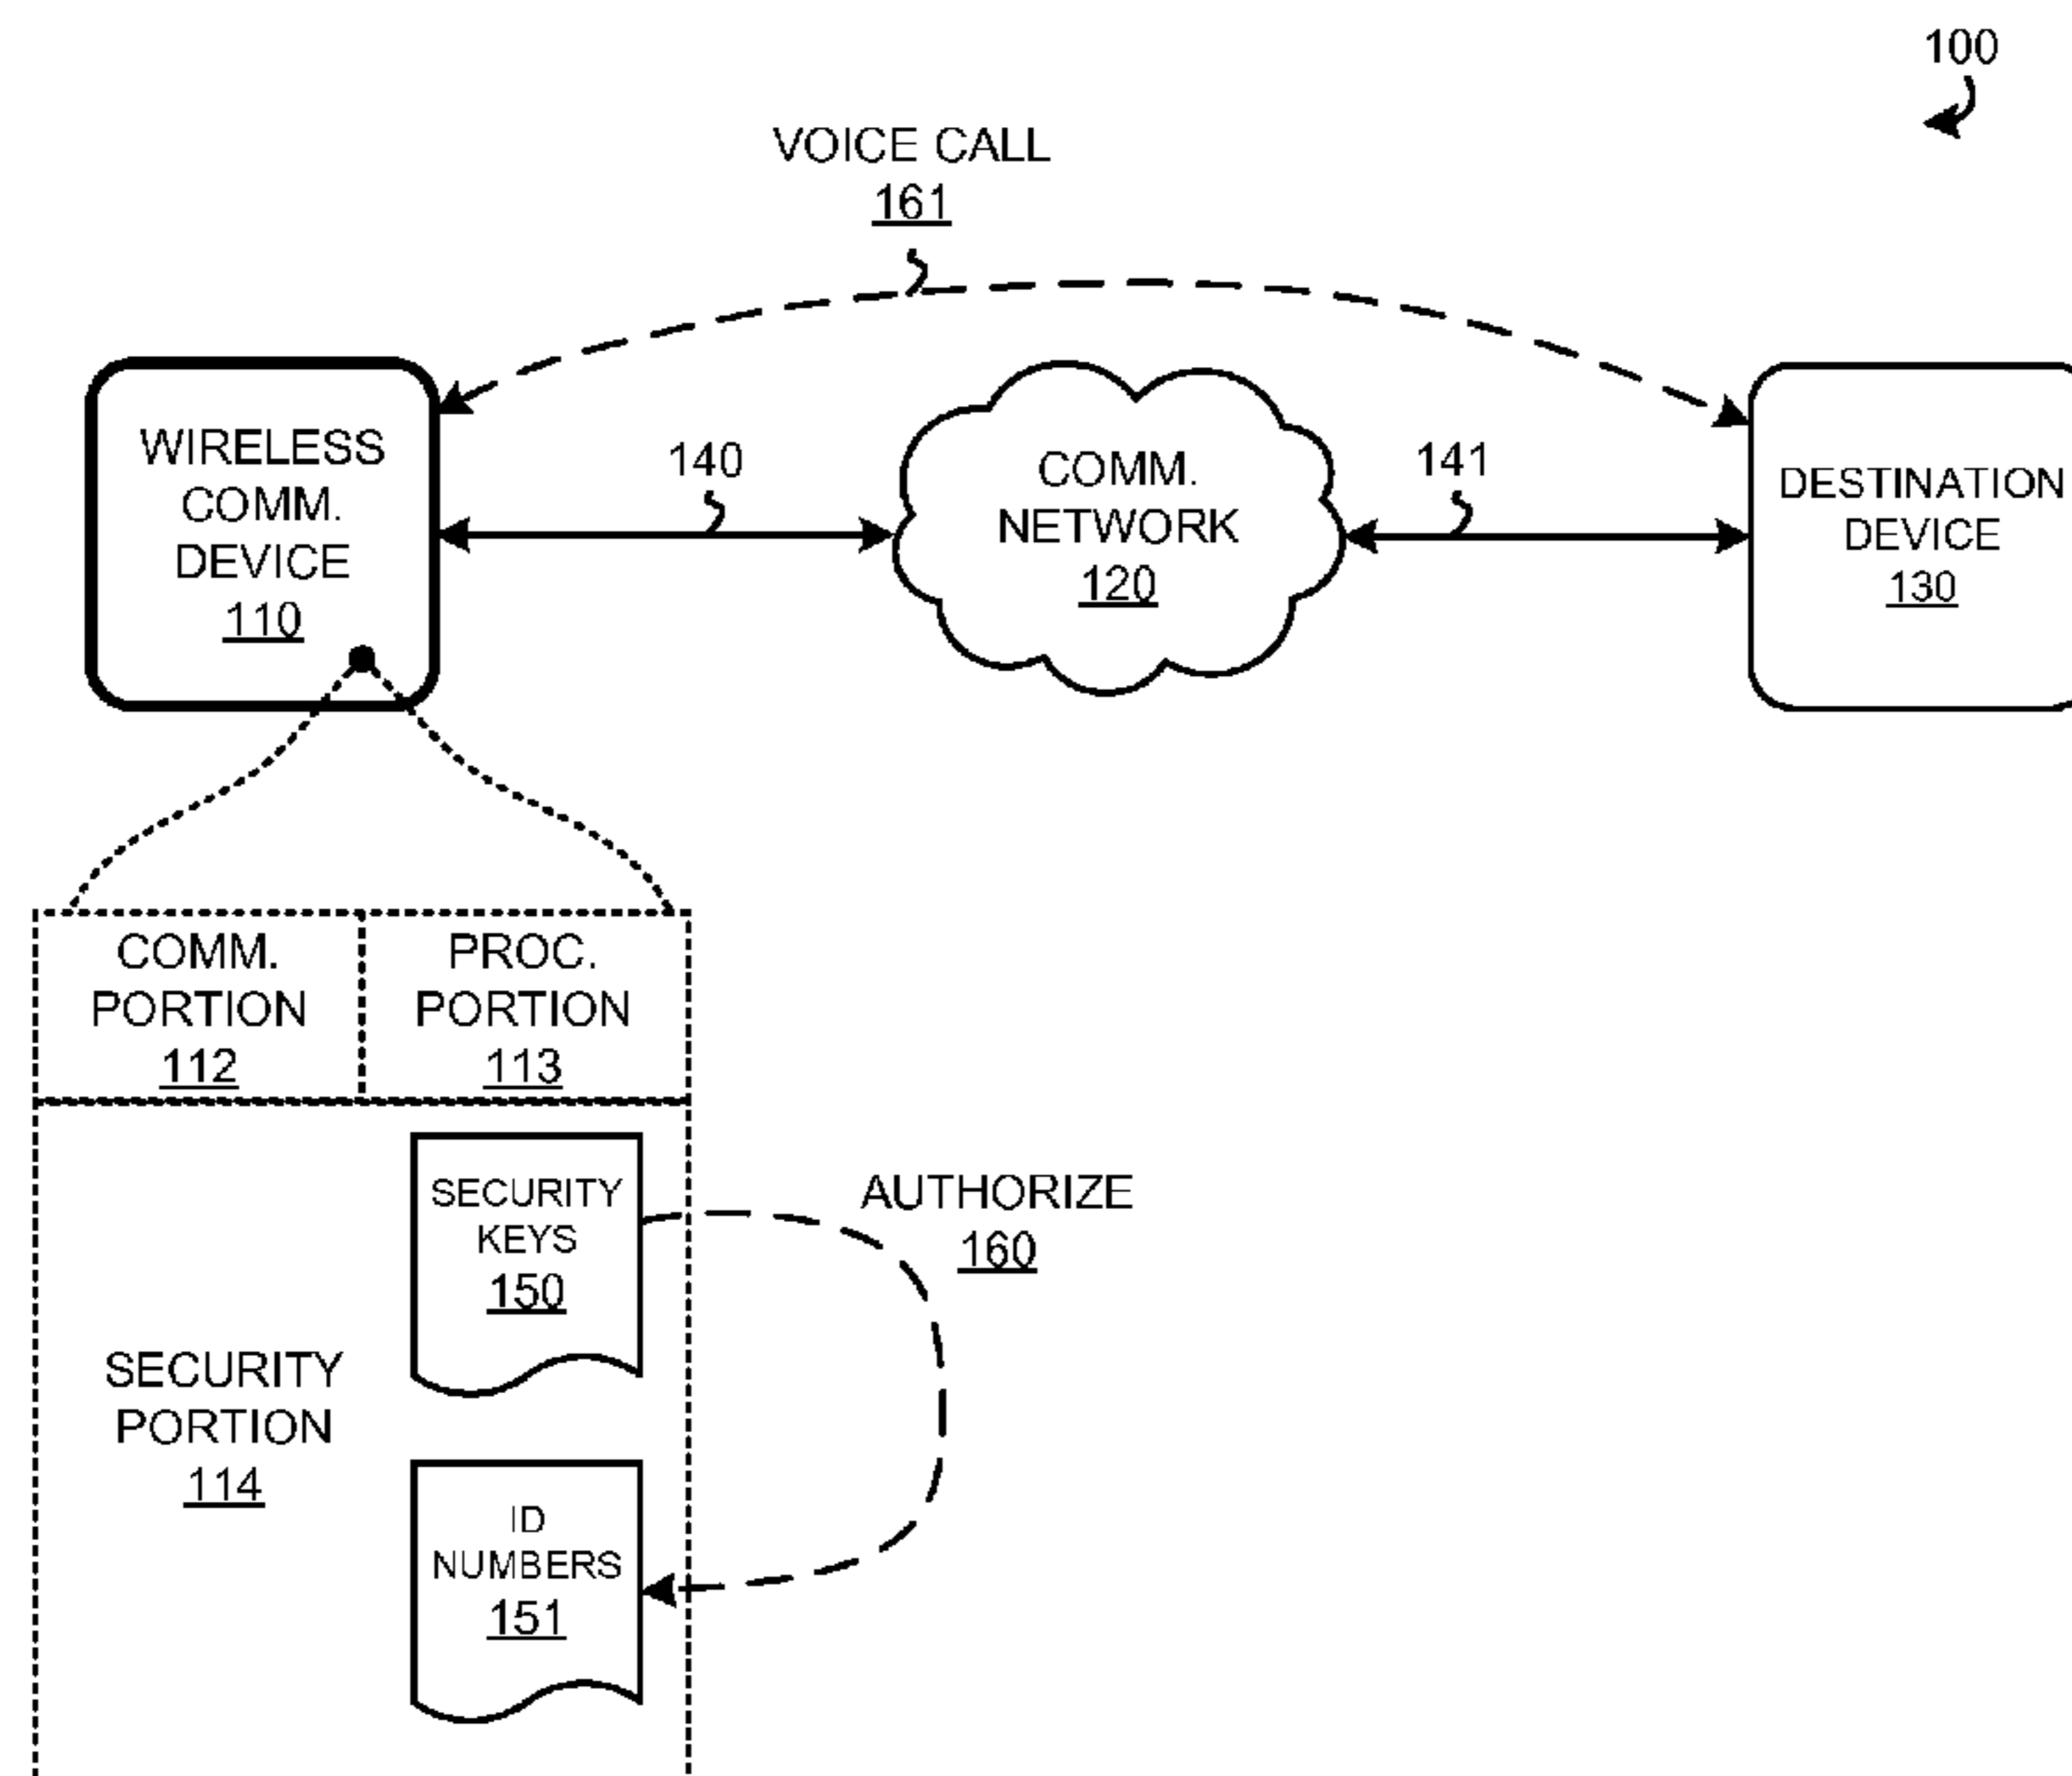 100
VOICE CALL
161
WIRELESS
COMM.
DEVICE
110
140
COMM.
NETWORK
120
141
DESTINATION
DEVICE
130
COMM.
PORTION
112
PROC.
PORTION
113
SECURITY
KEYS
150
AUTHORIZE
160
SECURITY
PORTION
114
ID
NUMBERS
151